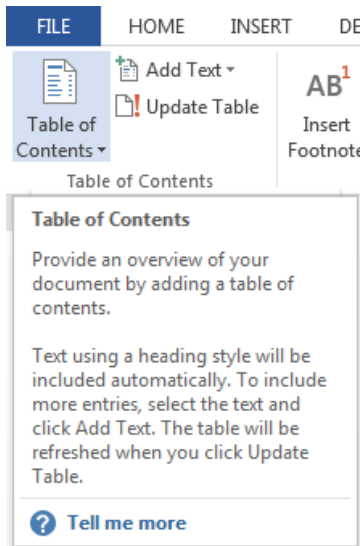 FILE HOME INSERT DE
Add Text
Update Table
Table of
Contents
AB1
Insert
Footnote
Table of Contents
Table of Contents
Provide an overview of your
document by adding a table of
contents.
Text using a heading style will be
included automatically. To include
more entries, select the text and
click Add Text. The table will be
refreshed when you click Update
Table.
? Tell me more